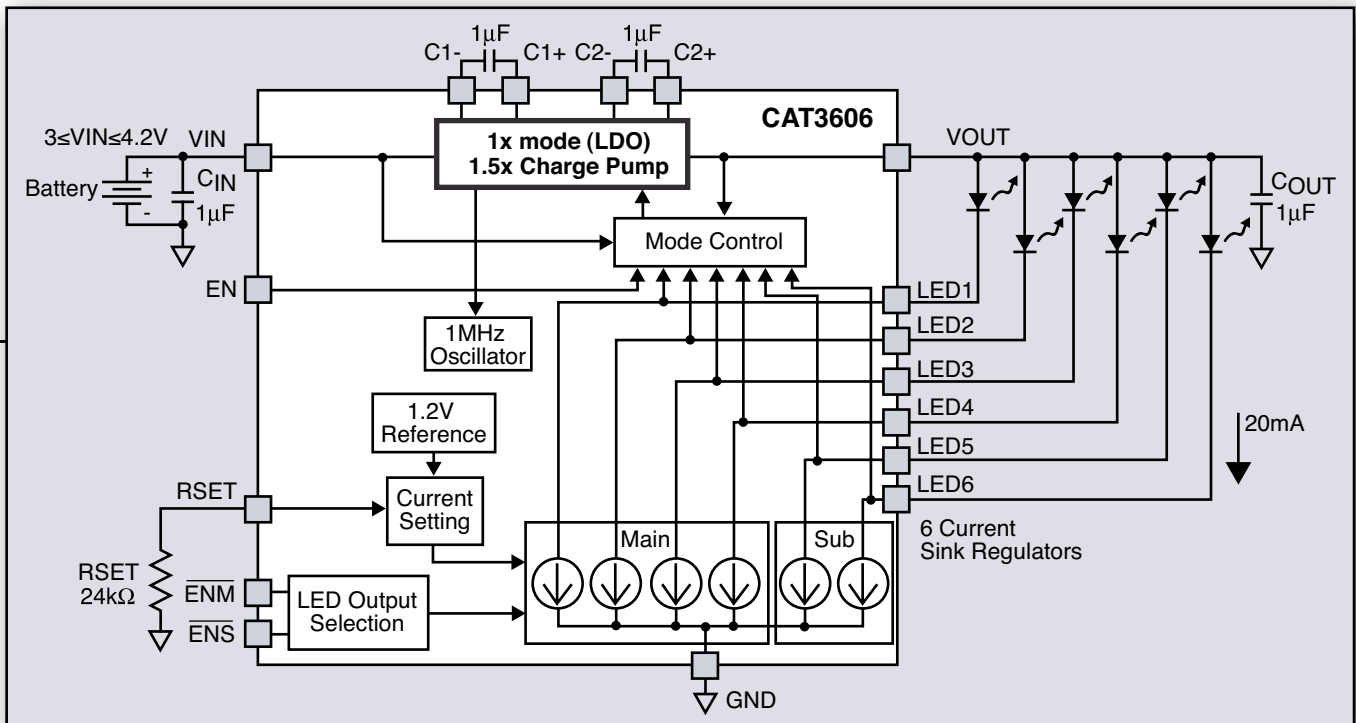 1µF
1µF
C1-
C1+
C2-
C2+
CAT3606
3≤VIN≤4.2V
VIN
1x mode (LDO)
1.5x Charge Pump
VOUT
Battery
+
-
CIN
1µF
COUT
1µF
Mode Control
EN
LED1
1MHz
Oscillator
LED2
LED3
1.2V
Reference
LED4
20mA
LED5
RSET
Current
Setting
LED6
Main
Sub
6 Current
Sink Regulators
RSET
24kΩ
ENM
LED Output
Selection
ENS
GND